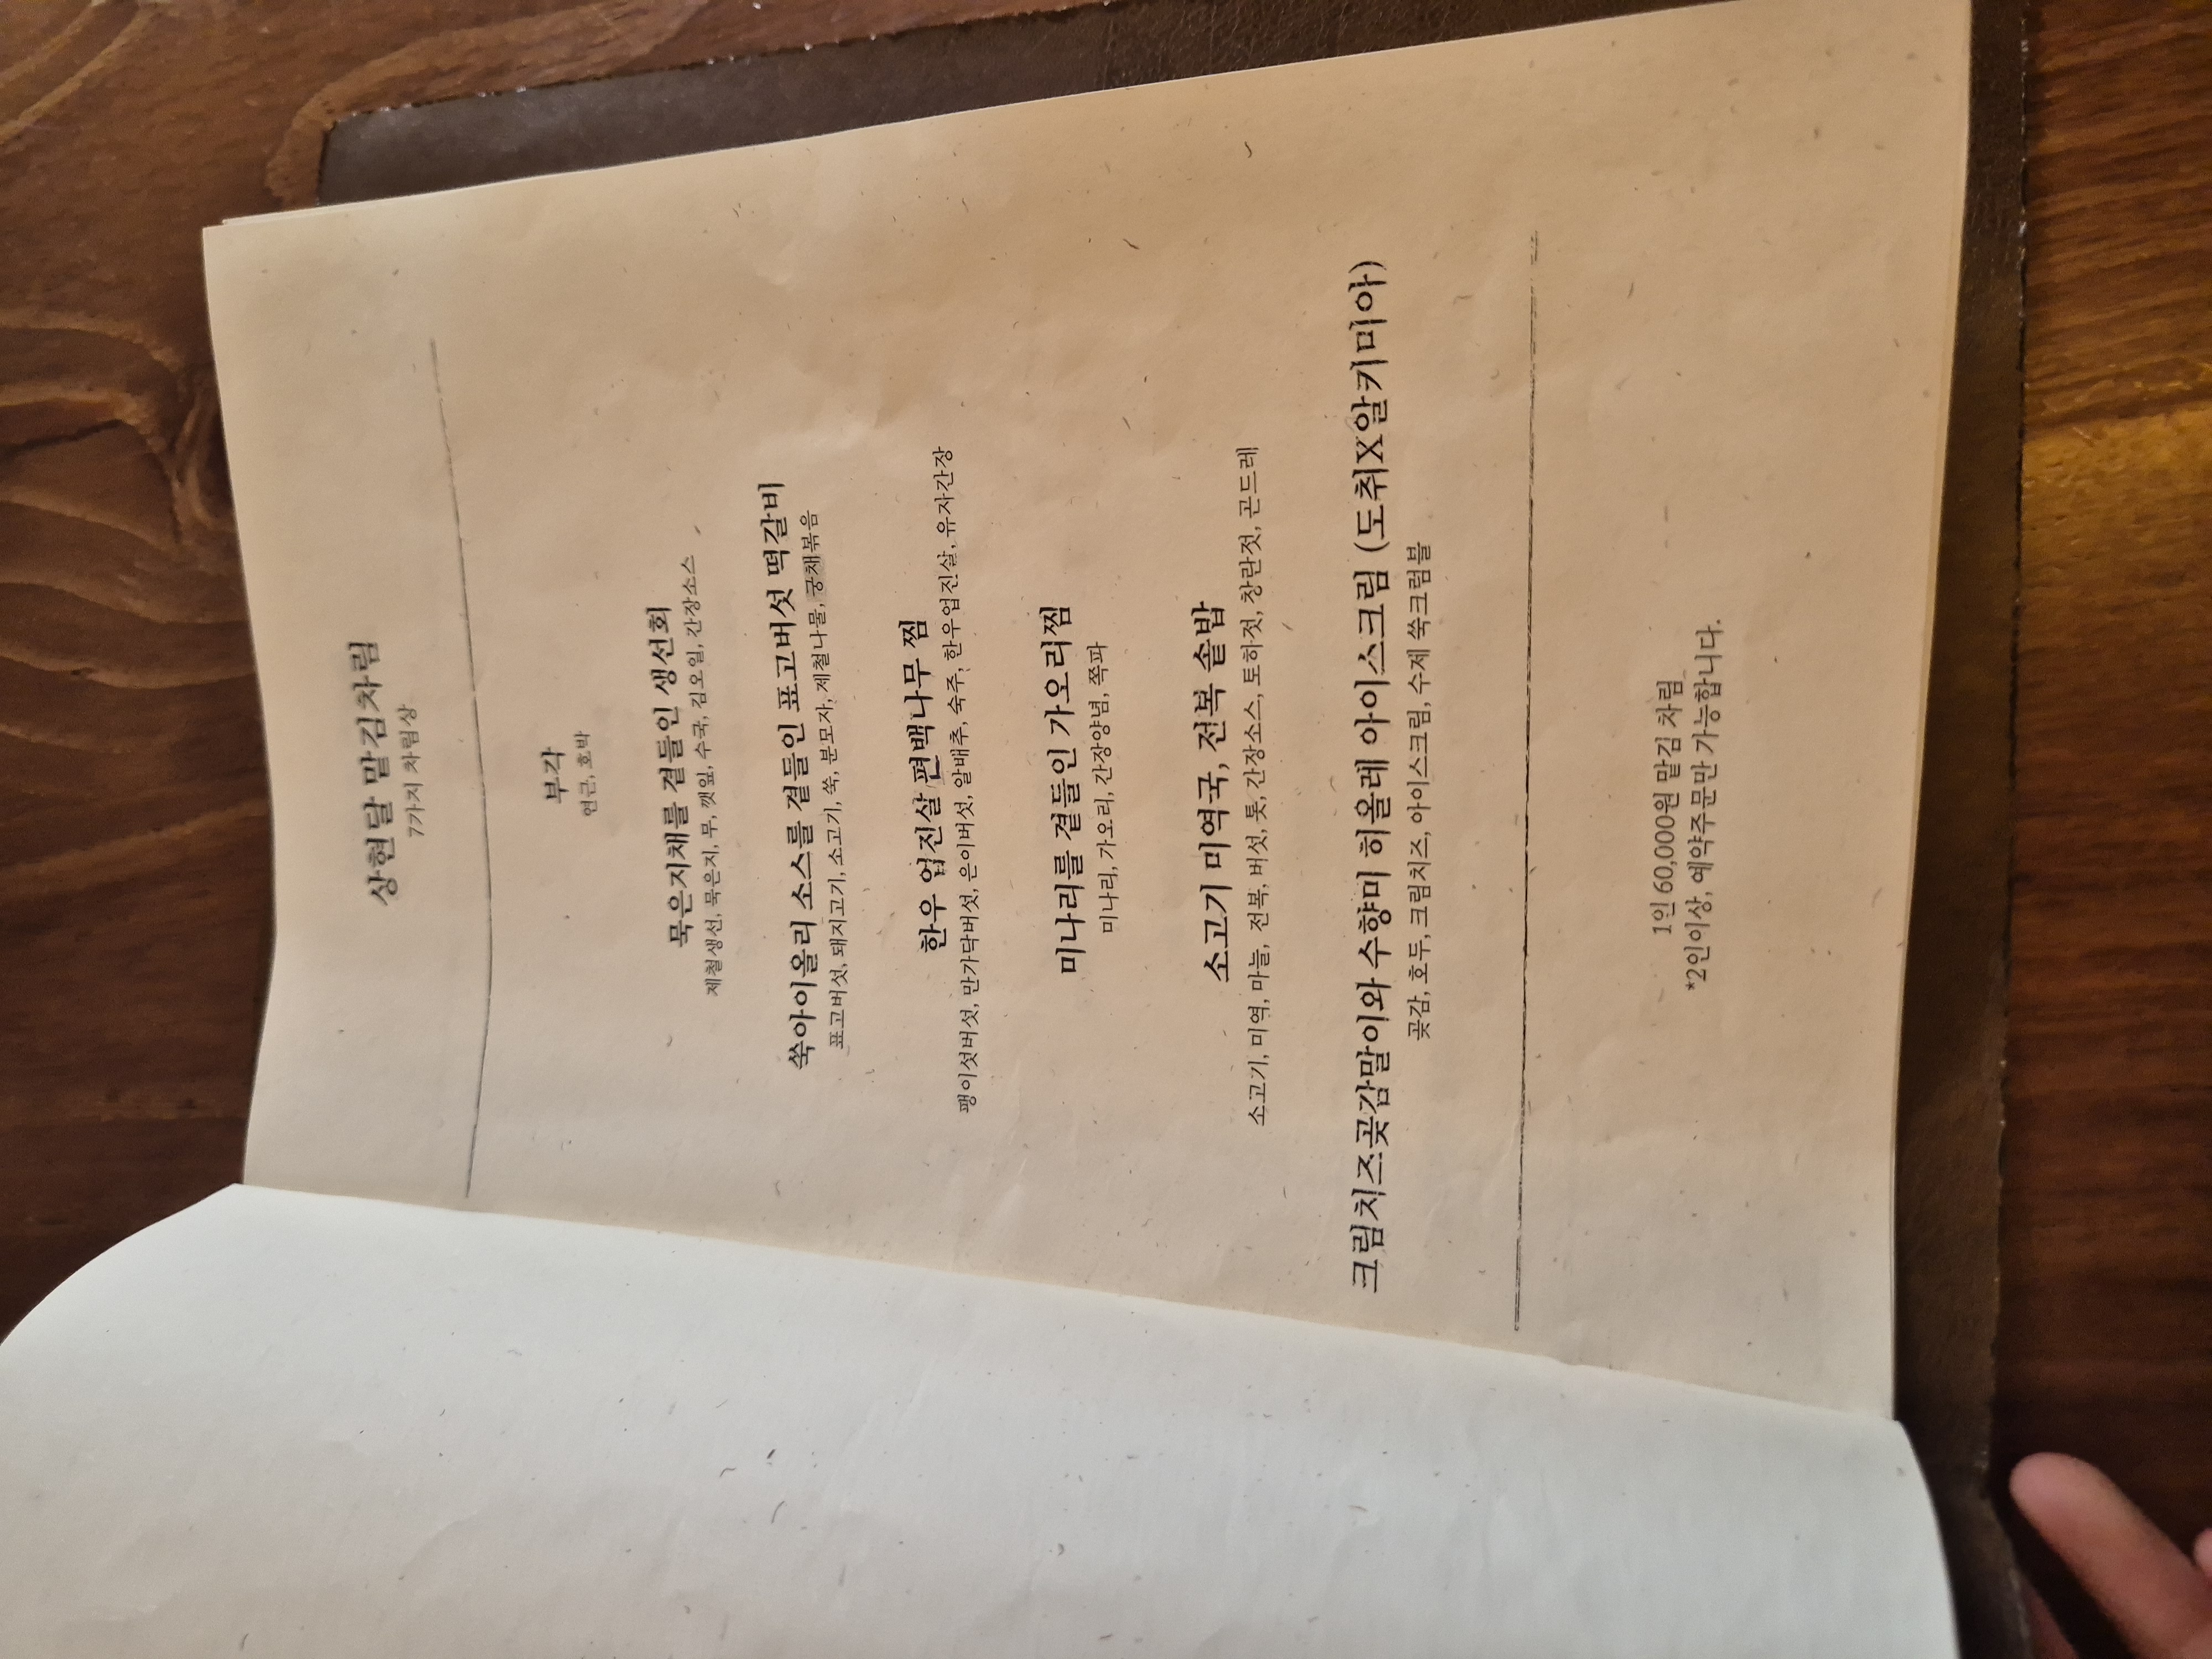 상현달 맡김차림
7가지 차림상
부각
연근, 호박
묵은지채를 곁들인 생선회
제철생선, 묵은지, 무, 깻잎, 수국, 김오일, 간장소스
쑥아이올리 소스를 곁들인 표고버섯 떡갈비
표고버섯, 돼지고기, 소고기, 쑥, 분모자, 제철나물, 궁채볶음
한우 업진살 편백나무 찜
팽이섯버섯, 만가닥버섯, 은이버섯, 알배추, 숙주, 한우업진살, 유자간장
미나리를 곁들인 가오리찜
미나리, 가오리, 간장양념, 쪽파
소고기 미역국, 전복 솥밥
소고기, 미역, 마늘, 전복, 버섯, 톳, 간장소스, 토하젓, 창란젓, 곤드레
크림치즈곶감말이와 수향미 허올레 아이스크림 (도취X알키미아)
곶감, 호두, 크림치즈, 아이스크림, 수제 쑥크럼블
1인 60,000원 맡김 차림
*2인이상, 예약주문만 가능합니다.